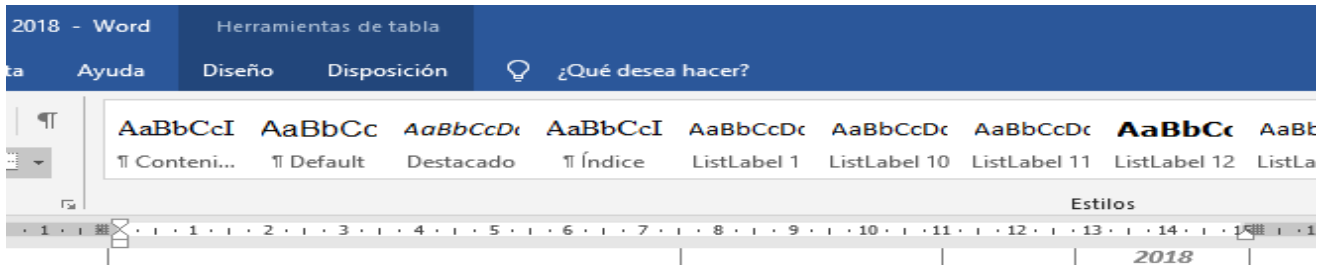 2018 - Word Herramientas de tabla
ta Ayuda Diseño Disposición ¿Qué desea hacer?
¶ AaBbCcI AaBbCc AaBbCcDc AaBbCcI AaBbCcDc AaBbCcDc AaBbCcDc AaBbCc AaBb
¶ Conteni... ¶ Default Destacado ¶ Índice ListLabel 1 ListLabel 10 ListLabel 11 ListLabel 12 ListLa
Estilos
1 1 2 3 4 5 6 7 8 9 10 11 12 13 14 15 1
2018